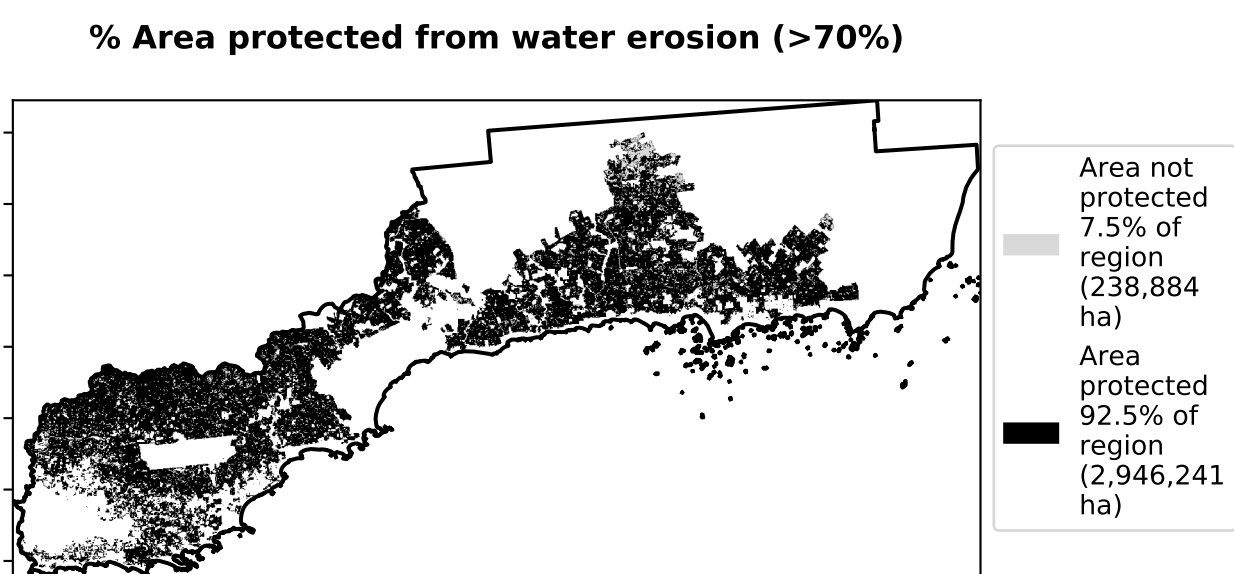 % Area protected from water erosion (>70%)
Area not
protected
7.5% of
region
(238,884
ha)
Area
protected
92.5% of
region
(2,946,241
ha)